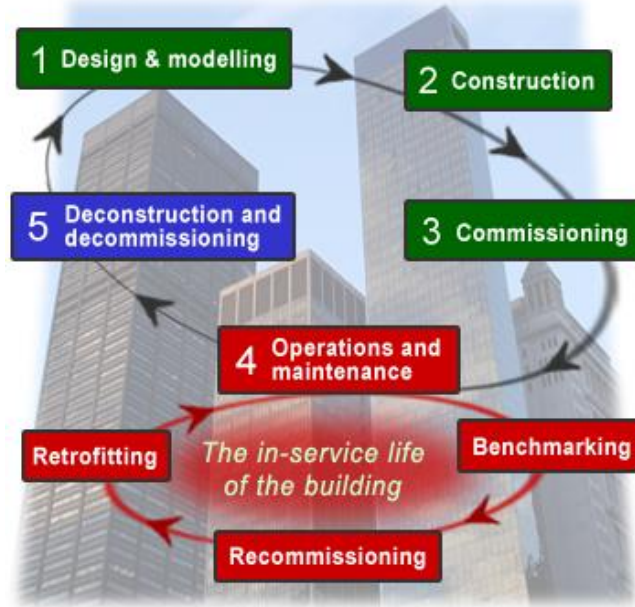 1 Design & modelling
2 Construction
5 Deconstruction and
decommissioning
3 Commissioning
4 Operations and
maintenance
Retrofitting
The in-service life
of the building
Benchmarking
Recommissioning